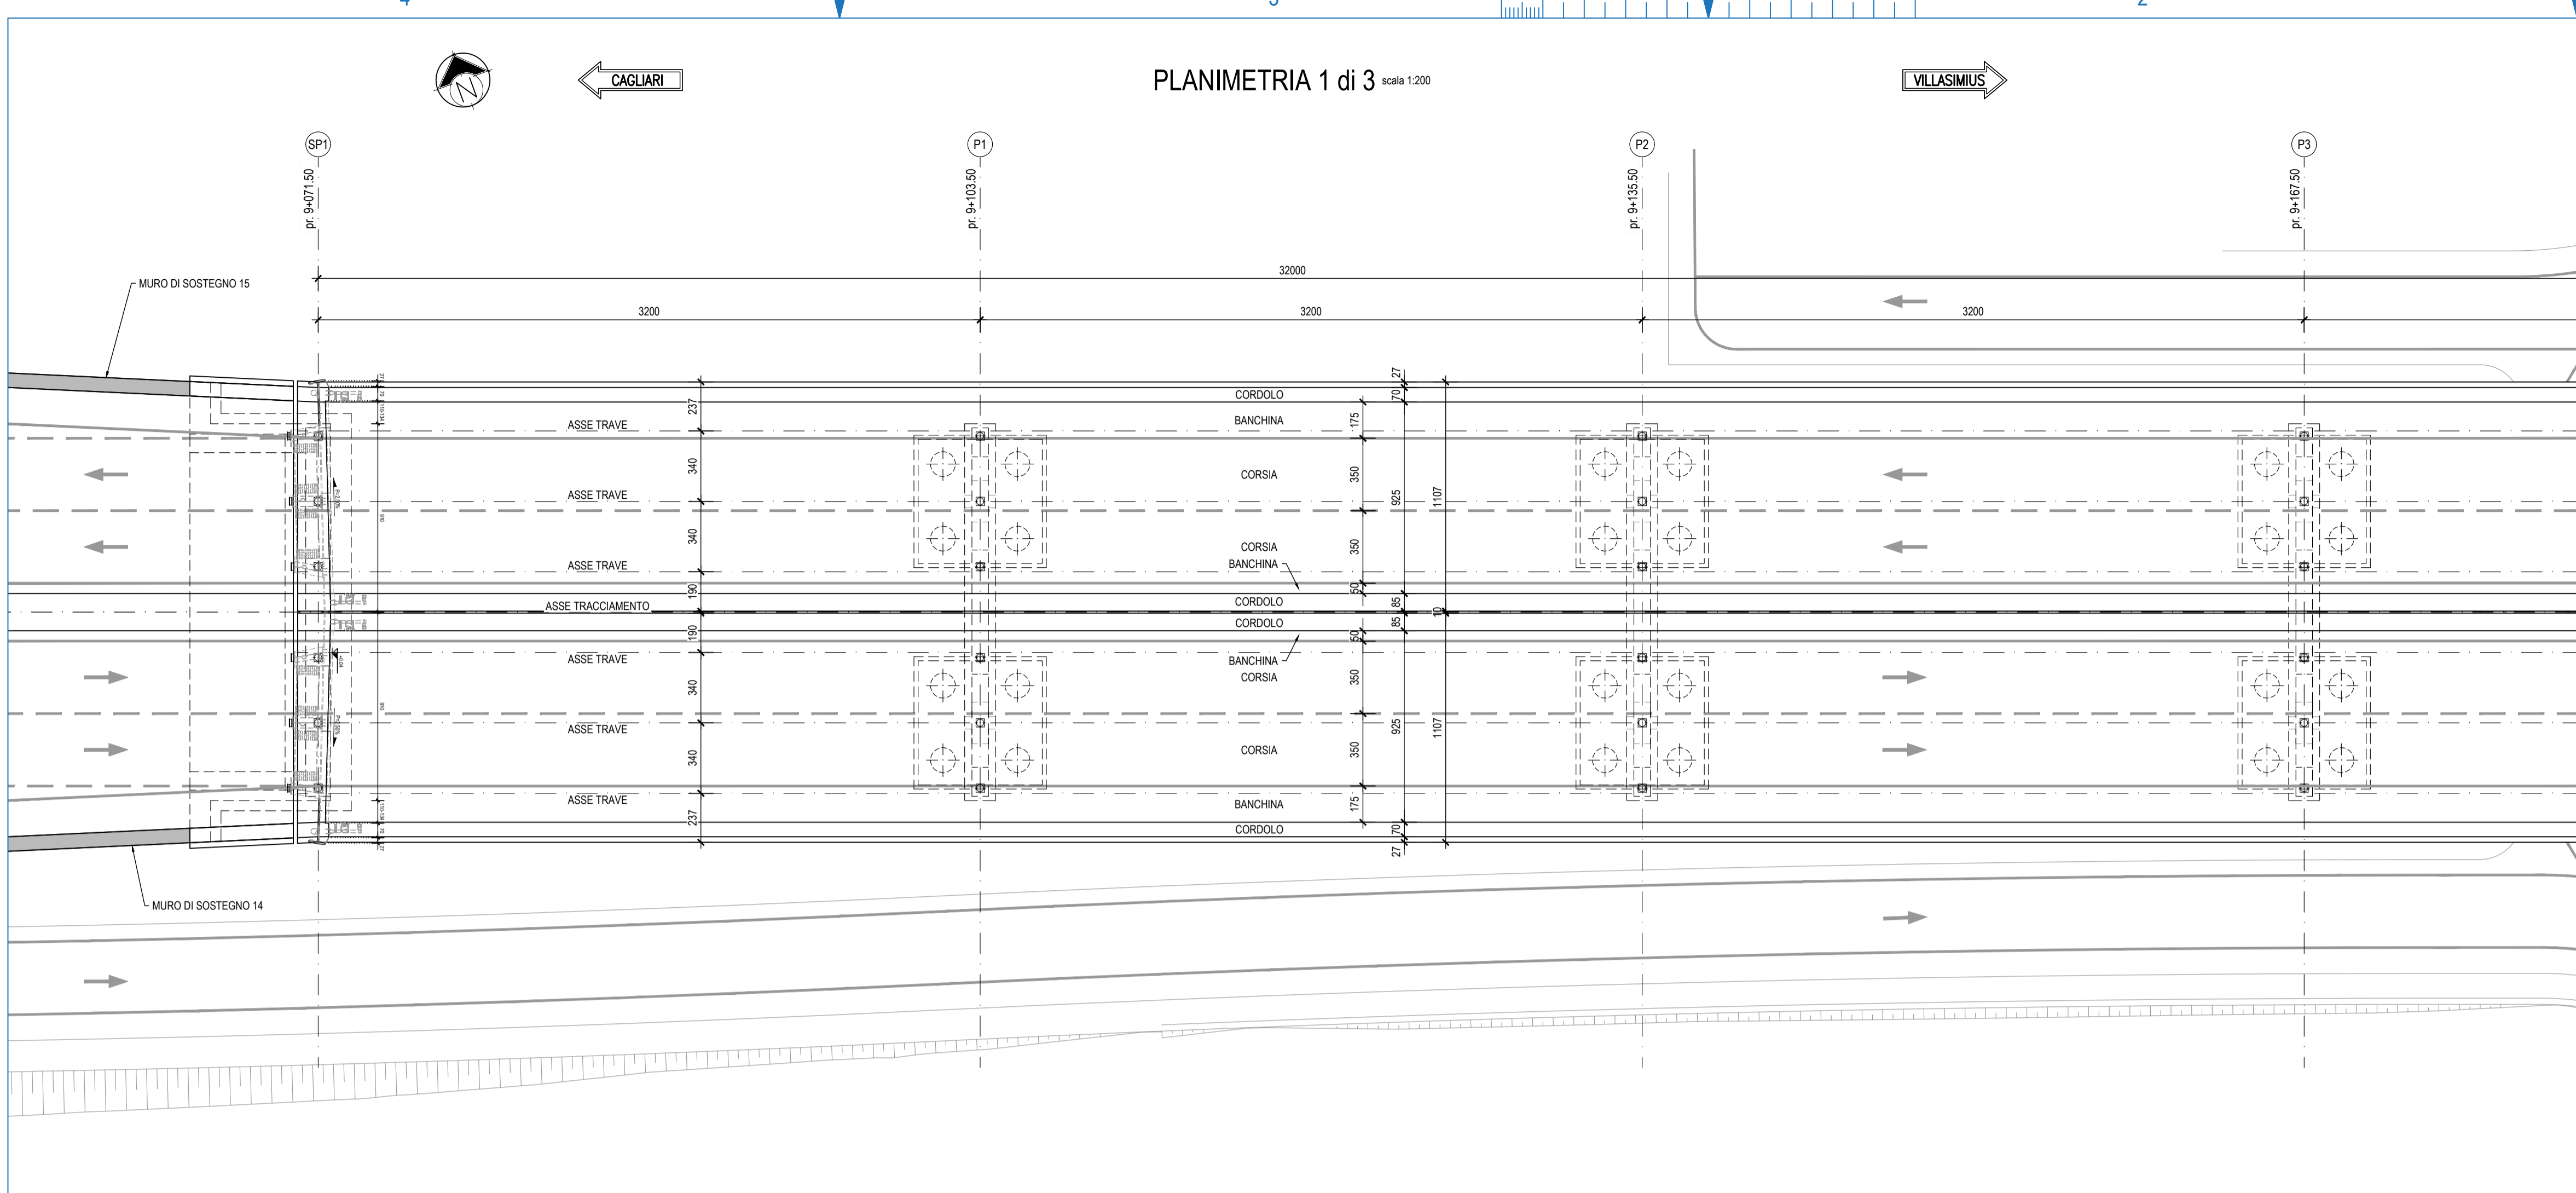 4
3
2
N
CAGLIARI
PLANIMETRIA 1 di 3 scala 1:200
VILLASIMIUS
SP1
P1
P2
P3
pr. 9+071.50
pr. 9+103.50
pr. 9+135.50
pr. 9+167.50
32000
3200
3200
3200
MURO DI SOSTEGNO 15
27
70
237
CORDOLO
175
BANCHINA
ASSE TRAVE
340
350
CORSIA
ASSE TRAVE
925
1107
340
350
CORSIA
ASSE TRAVE
BANCHINA
190
50
CORDOLO
85
ASSE TRACCIAMENTO
10
CORDOLO
85
190
50
ASSE TRAVE
BANCHINA
CORSIA
340
350
925
1107
ASSE TRAVE
340
350
CORSIA
ASSE TRAVE
BANCHINA
175
237
CORDOLO
70
27
MURO DI SOSTEGNO 14